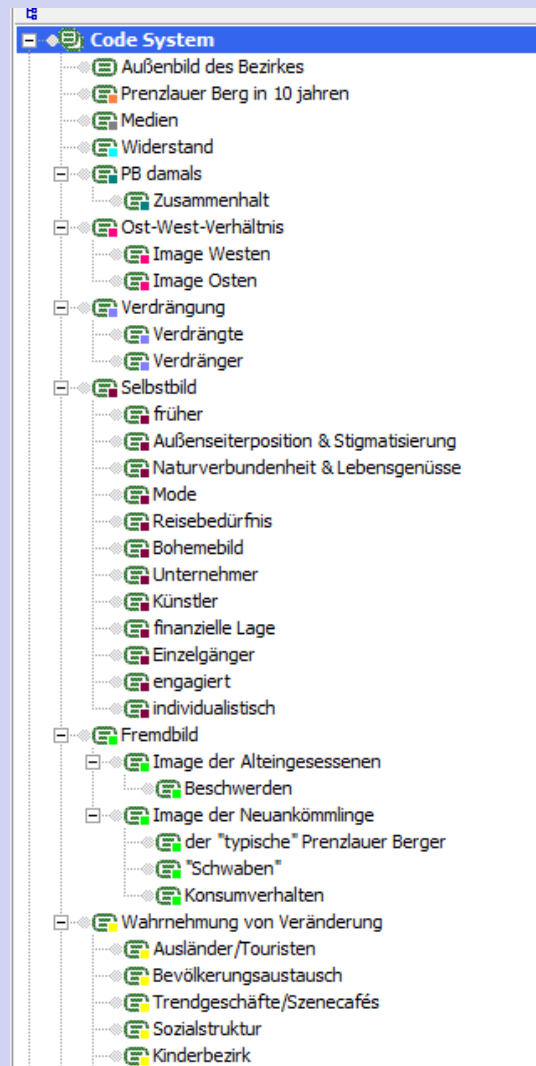 Code System
Außenbild des Bezirkes
Prenzlauer Berg in 10 jahren
Medien
Widerstand
PB damals
Zusammenhalt
Ost-West-Verhältnis
Image Westen
Image Osten
Verdrängung
Verdrängte
Verdränger
Selbstbild
früher
Außenseiterposition & Stigmatisierung
Naturverbundenheit & Lebensgenüsse
Mode
Reisebedürfnis
Bohemebild
Unternehmer
Künstler
finanzielle Lage
Einzelgänger
engagiert
individualistisch
Fremdbild
Image der Alteingesessenen
Beschwerden
Image der Neuankömmlinge
der "typische" Prenzlauer Berger
"Schwaben"
Konsumverhalten
Wahrnehmung von Veränderung
Ausländer/Touristen
Bevölkerungsaustausch
Trendgeschäfte/Szenecafés
Sozialstruktur
Kinderbezirk